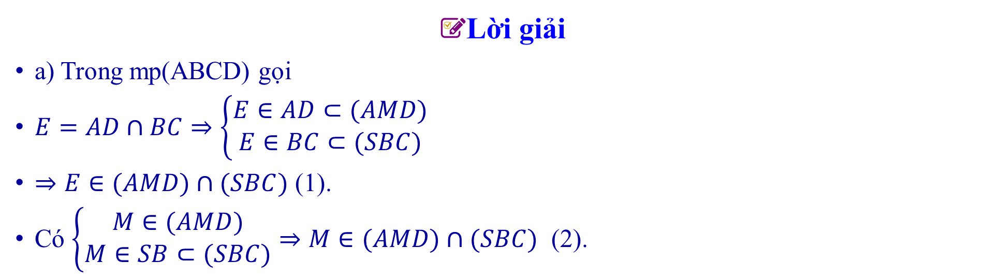 Lời giải
• a) Trong mp(ABCD) gọi
• E = AD ∩ BC ⇒ { E ∈ AD ⊂ (AMD)
E ∈ BC ⊂ (SBC)
• ⇒ E ∈ (AMD) ∩ (SBC) (1).
• Có { M ∈ (AMD)
M ∈ SB ⊂ (SBC) ⇒ M ∈ (AMD) ∩ (SBC) (2).